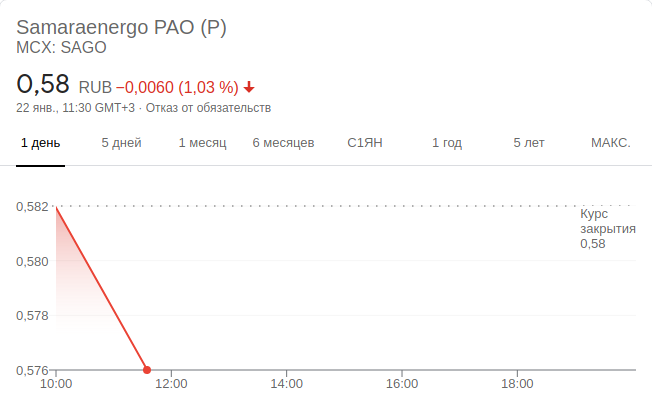 Samaraenergo PAO (P)
MCX: SAGO
0,58 RUB −0,0060 (1,03 %)
22 янв., 11:30 GMT+3 · Отказ от обязательств
1 день 5 дней 1 месяц 6 месяцев С1ЯН 1 год 5 лет МАКС.
0,582
Курс
закрытия
0,58
0,580
0,578
0,576
10:00 12:00 14:00 16:00 18:00